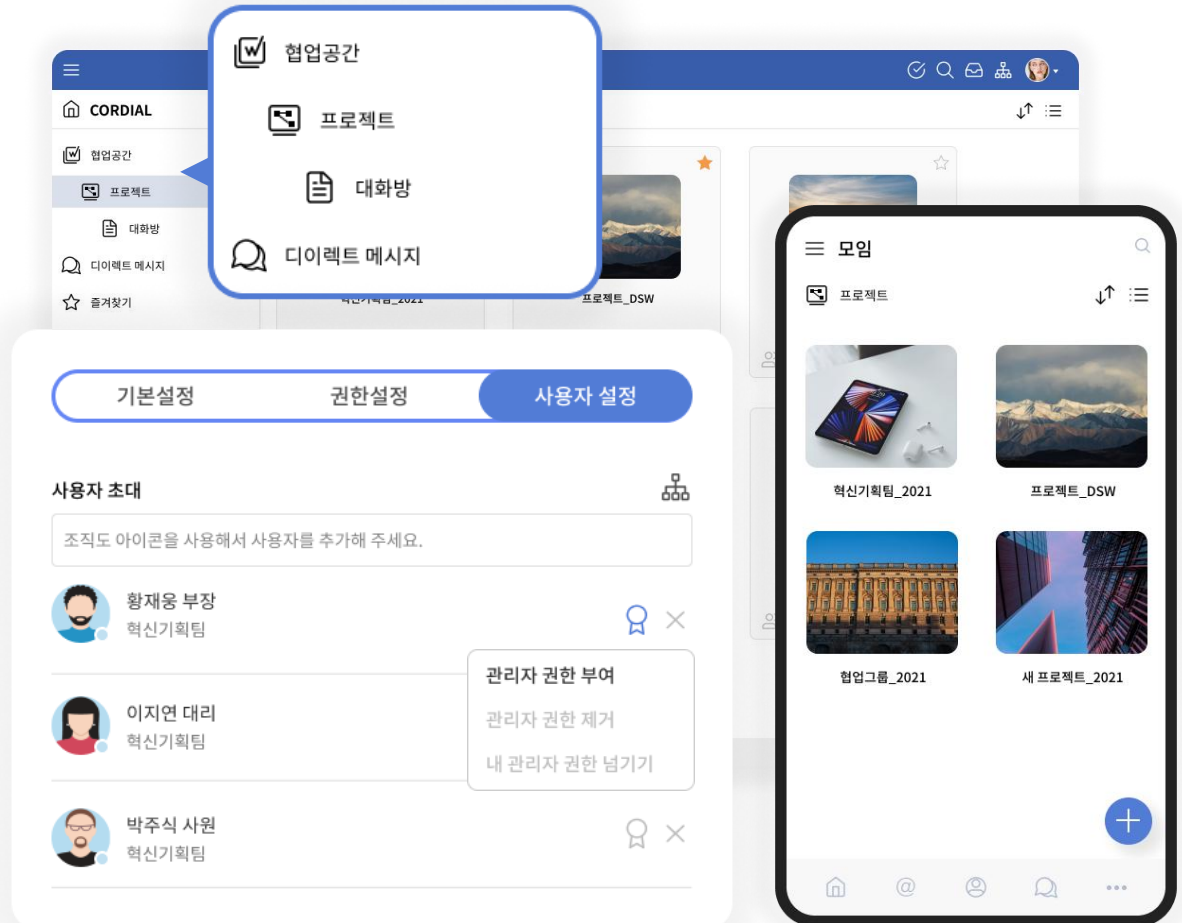 협업공간
프로젝트
대화방
디이렉트 메시지
CORDIAL
협업공간
프로젝트
대화방
디이렉트 메시지
즐겨찾기
혁신기획팀_2021
프로젝트_DSW
기본설정
권한설정
사용자 설정
사용자 초대
조직도 아이콘을 사용해서 사용자를 추가해 주세요.
황재웅 부장
혁신기획팀
관리자 권한 부여
관리자 권한 제거
내 관리자 권한 넘기기
이지연 대리
혁신기획팀
박주식 사원
혁신기획팀
모임
프로젝트
혁신기획팀_2021
프로젝트_DSW
협업그룹_2021
새 프로젝트_2021